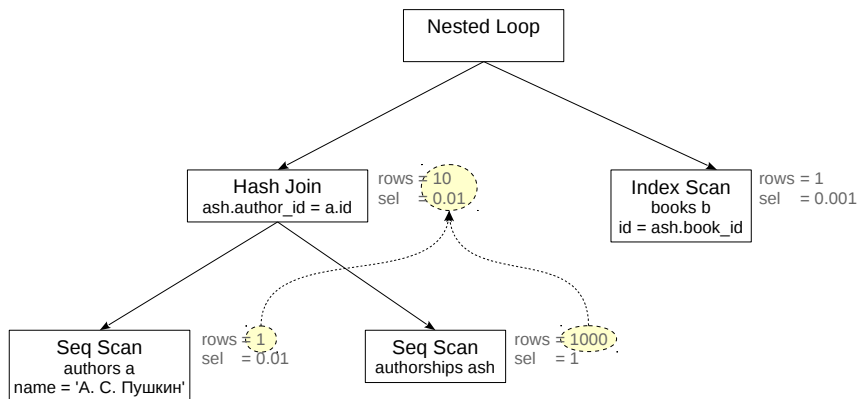 Nested Loop
Hash Join
ash.author_id = a.id
rows = 10
sel = 0.01
Index Scan
books b
id = ash.book_id
rows = 1
sel = 0.001
Seq Scan
authors a
name = 'А. С. Пушкин'
rows = 1
sel = 0.01
Seq Scan
authorships ash
rows = 1000
sel = 1